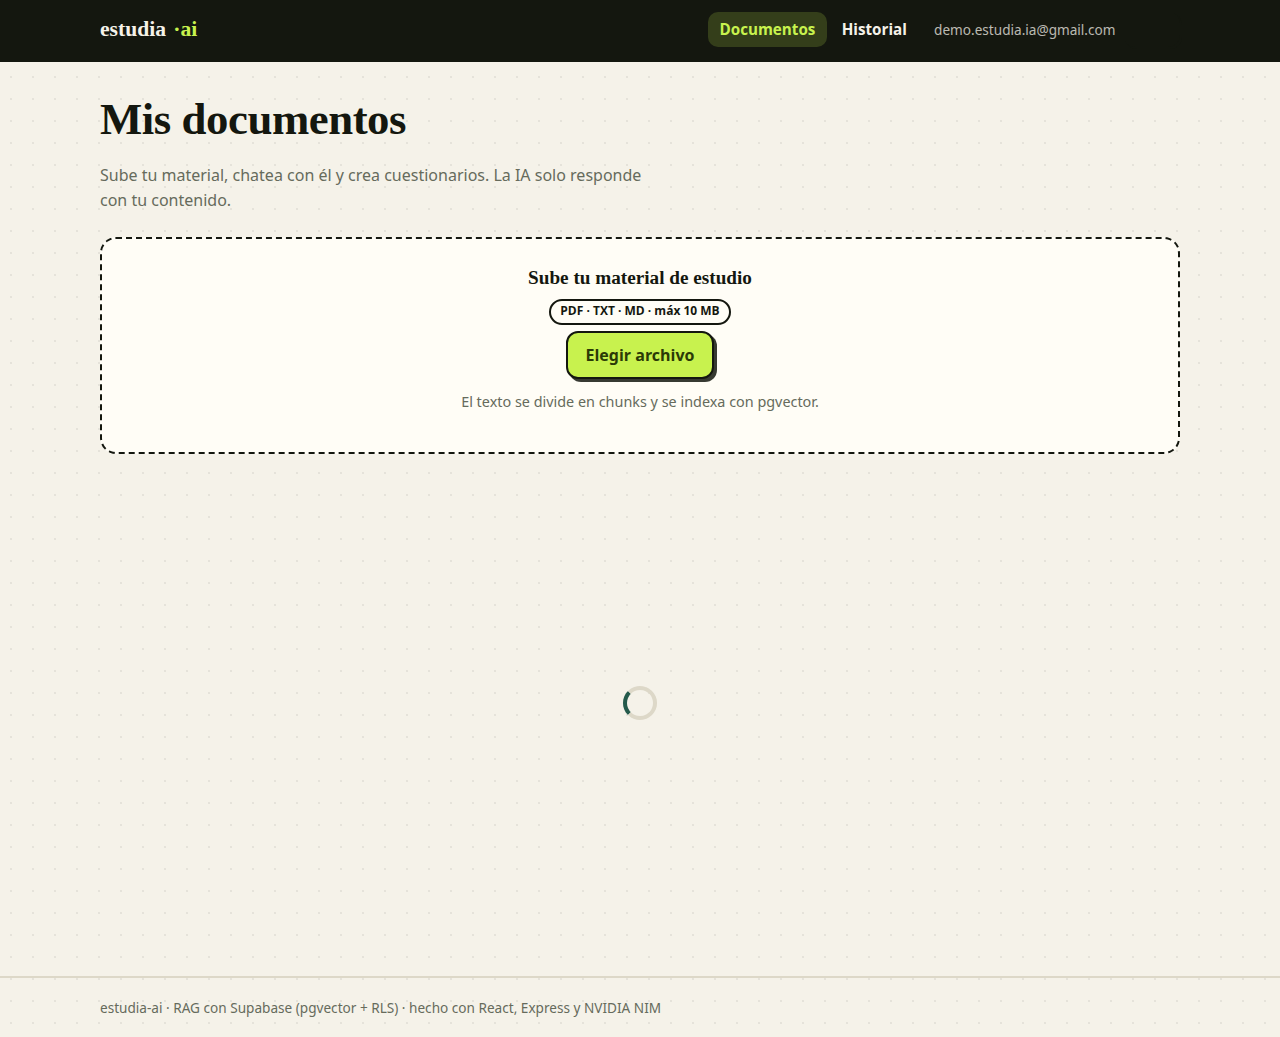 estudia ·ai
Documentos
Historial
demo.estudia.ia@gmail.com
Mis documentos
Sube tu material, chatea con él y crea cuestionarios. La IA solo responde
con tu contenido.
Sube tu material de estudio
PDF · TXT · MD · máx 10 MB
Elegir archivo
El texto se divide en chunks y se indexa con pgvector.
estudia-ai · RAG con Supabase (pgvector + RLS) · hecho con React, Express y NVIDIA NIM